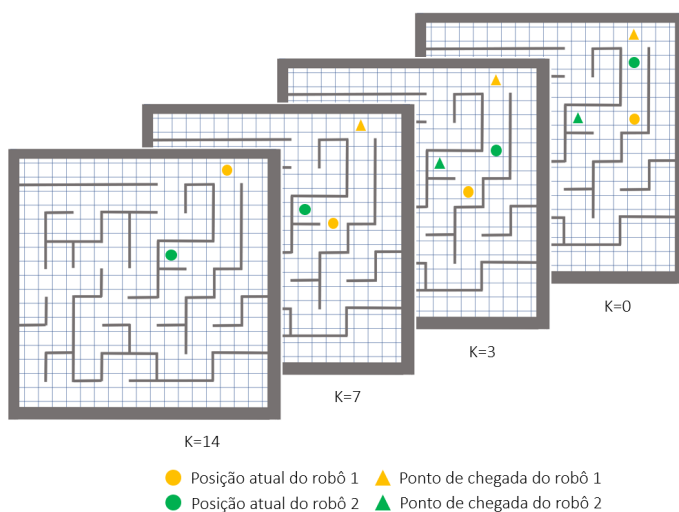 K=0
K=3
K=7
K=14
Posição atual do robô 1
Ponto de chegada do robô 1
Posição atual do robô 2
Ponto de chegada do robô 2